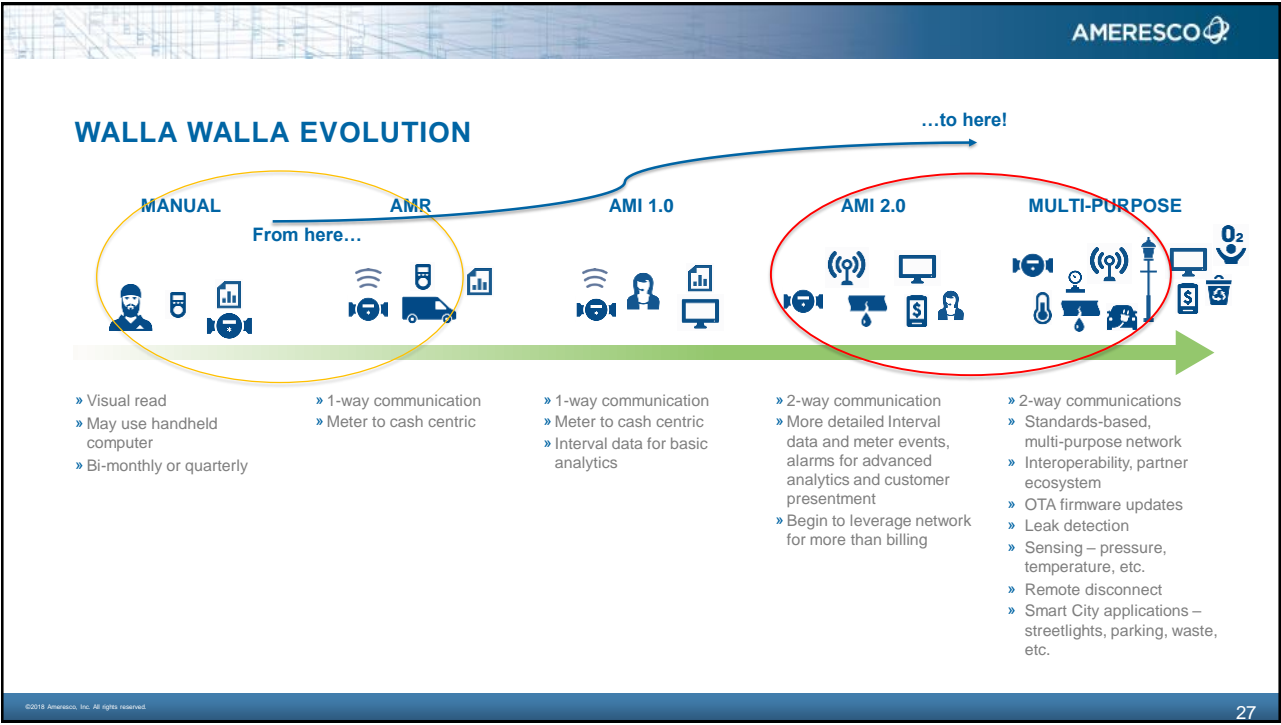 AMERESCO
WALLA WALLA EVOLUTION
…to here!
MANUAL
AMR
AMI 1.0
AMI 2.0
MULTI-PURPOSE
From here…
O₂
$
$
» Visual read
» May use handheld
computer
» Bi-monthly or quarterly
» 1-way communication
» Meter to cash centric
» 1-way communication
» Meter to cash centric
» Interval data for basic
analytics
» 2-way communication
» More detailed Interval
data and meter events,
alarms for advanced
analytics and customer
presentment
» Begin to leverage network
for more than billing
» 2-way communications
» Standards-based,
multi-purpose network
» Interoperability, partner
ecosystem
» OTA firmware updates
» Leak detection
» Sensing – pressure,
temperature, etc.
» Remote disconnect
» Smart City applications –
streetlights, parking, waste,
etc.
©2018 Ameresco, Inc. All rights reserved.
27